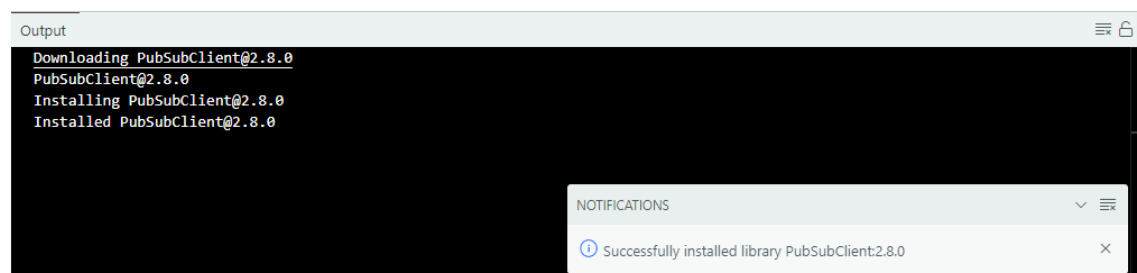 Output
Downloading PubSubClient@2.8.0
PubSubClient@2.8.0
Installing PubSubClient@2.8.0
Installed PubSubClient@2.8.0
NOTIFICATIONS
Successfully installed library PubSubClient:2.8.0